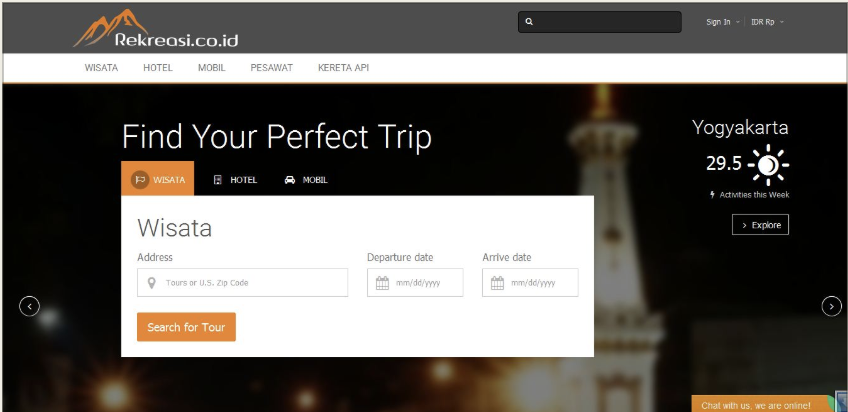 Rekreasi.co.id
Sign In
IDR Rp
WISATA HOTEL MOBIL PESAWAT KERETA API
Find Your Perfect Trip
Yogyakarta
29.5
Activities this Week
Explore
WISATA HOTEL MOBIL
Wisata
Address Departure date Arrive date
Tours or U.S. Zip Code mm/dd/yyyy mm/dd/yyyy
Search for Tour
Chat with us, we are online!